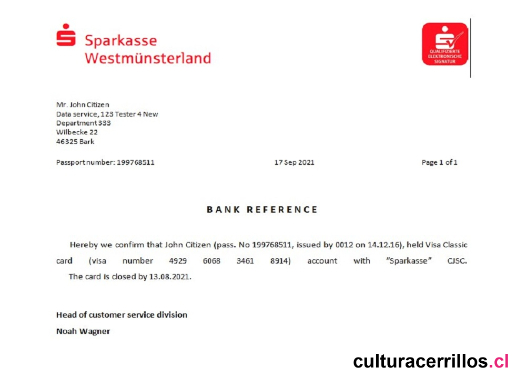 Sparkasse
Westmünsterland
QUALIFIZIERTE
ELEKTRONISCHE
SIGNATUR
Mr. John Citizen
Data service, 123 Tester 4 New
Department 333
Wilbecke 22
46325 Bark
Passport number: 199768511 17 Sep 2021 Page 1 of 1
BANK REFERENCE
Hereby we confirm that John Citizen (pass. No 199768511, issued by 0012 on 14.12.16), held Visa Classic
card (visa number 4929 6068 3461 8914) account with "Sparkasse" CJSC.
The card is closed by 13.08.2021.
Head of customer service division
Noah Wagner
culturacerrillos.cl